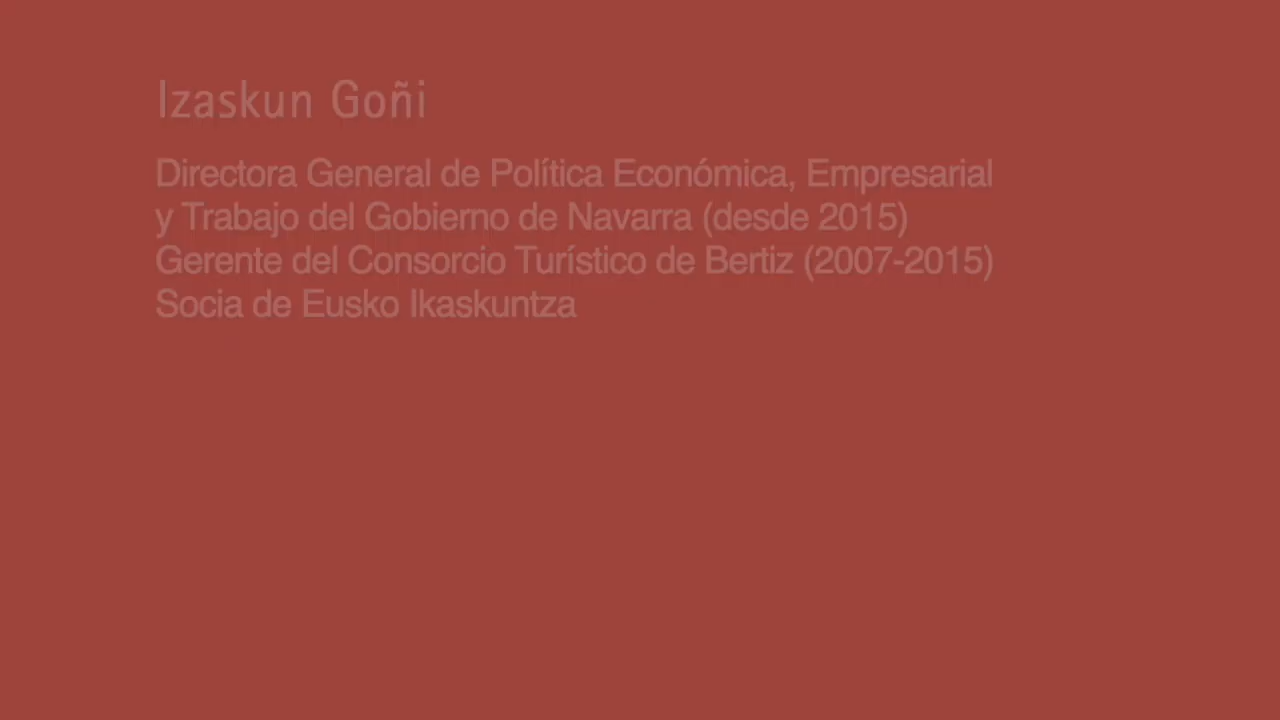 Izaskun Goñi
Directora General de Política Económica, Empresarial
y Trabajo del Gobierno de Navarra (desde 2015)
Gerente del Consorcio Turístico de Bertiz (2007-2015)
Socia de Eusko Ikaskuntza